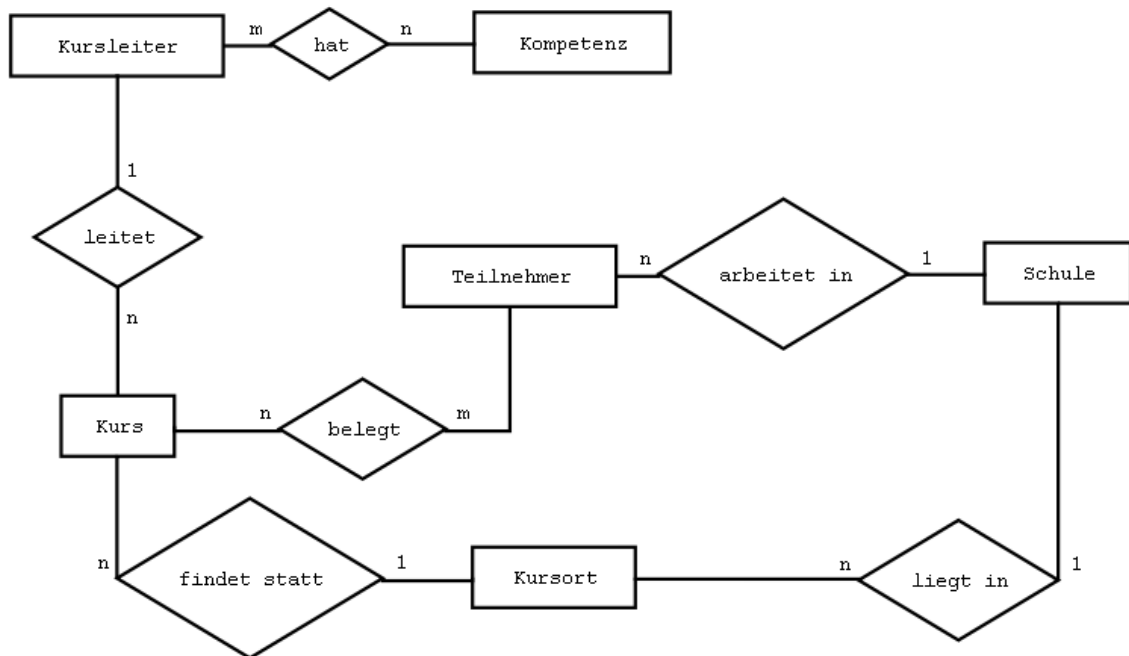 Kursleiter
m
hat
n
Kompetenz
1
leitet
n
Teilnehmer
n
arbeitet in
1
Schule
Kurs
n
belegt
m
n
findet statt
1
Kursort
n
liegt in
1